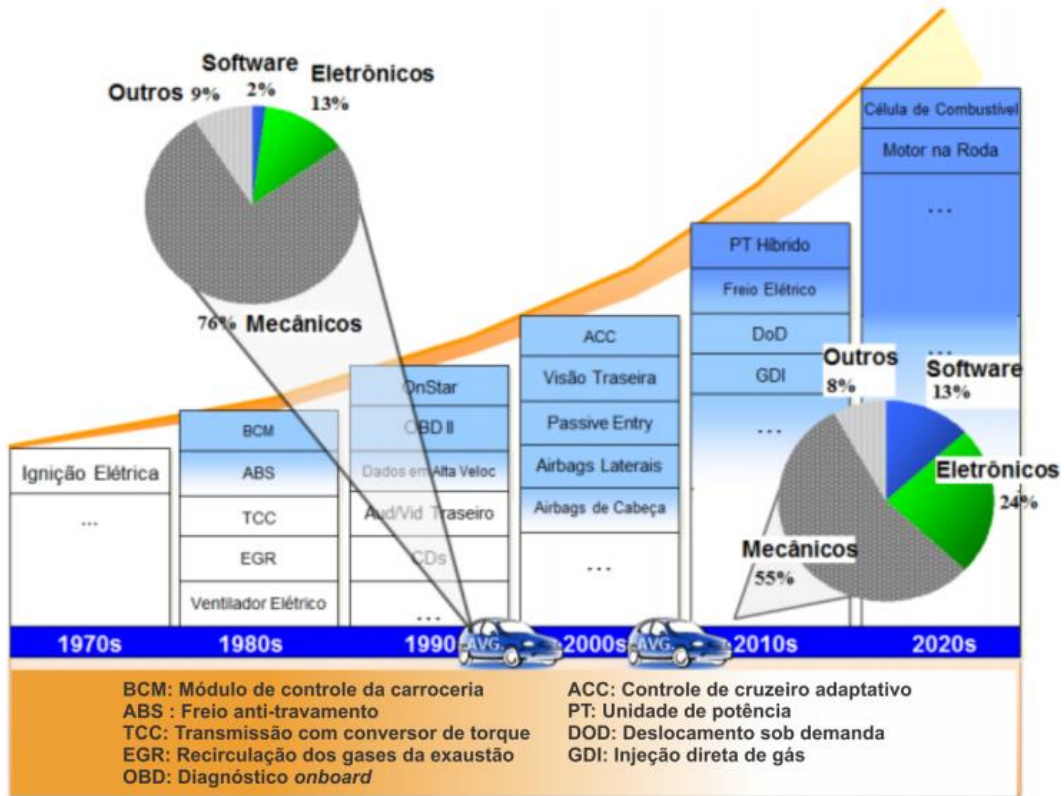 Software
2%
Eletrônicos
13%
Outros 9%
76% Mecânicos
Ignição Elétrica
...
BCM
ABS
TCC
EGR
Ventilador Elétrico
OnStar
OBD II
Dados em Alta Veloc
Aud/Vid Traseiro
CDs
...
ACC
Visão Traseira
Passive Entry
Airbags Laterais
Airbags de Cabeça
...
PT Híbrido
Freio Elétrico
DoD
GDI
...
Célula de Combustível
Motor na Roda
...
...
Outros
8%
Software
13%
Eletrônicos
24%
Mecânicos
55%
1970s
1980s
1990
AVG.
2000s
AVG.
2010s
2020s
BCM: Módulo de controle da carroceria
ABS : Freio anti-travamento
TCC: Transmissão com conversor de torque
EGR: Recirculação dos gases da exaustão
OBD: Diagnóstico onboard
ACC: Controle de cruzeiro adaptativo
PT: Unidade de potência
DOD: Deslocamento sob demanda
GDI: Injeção direta de gás